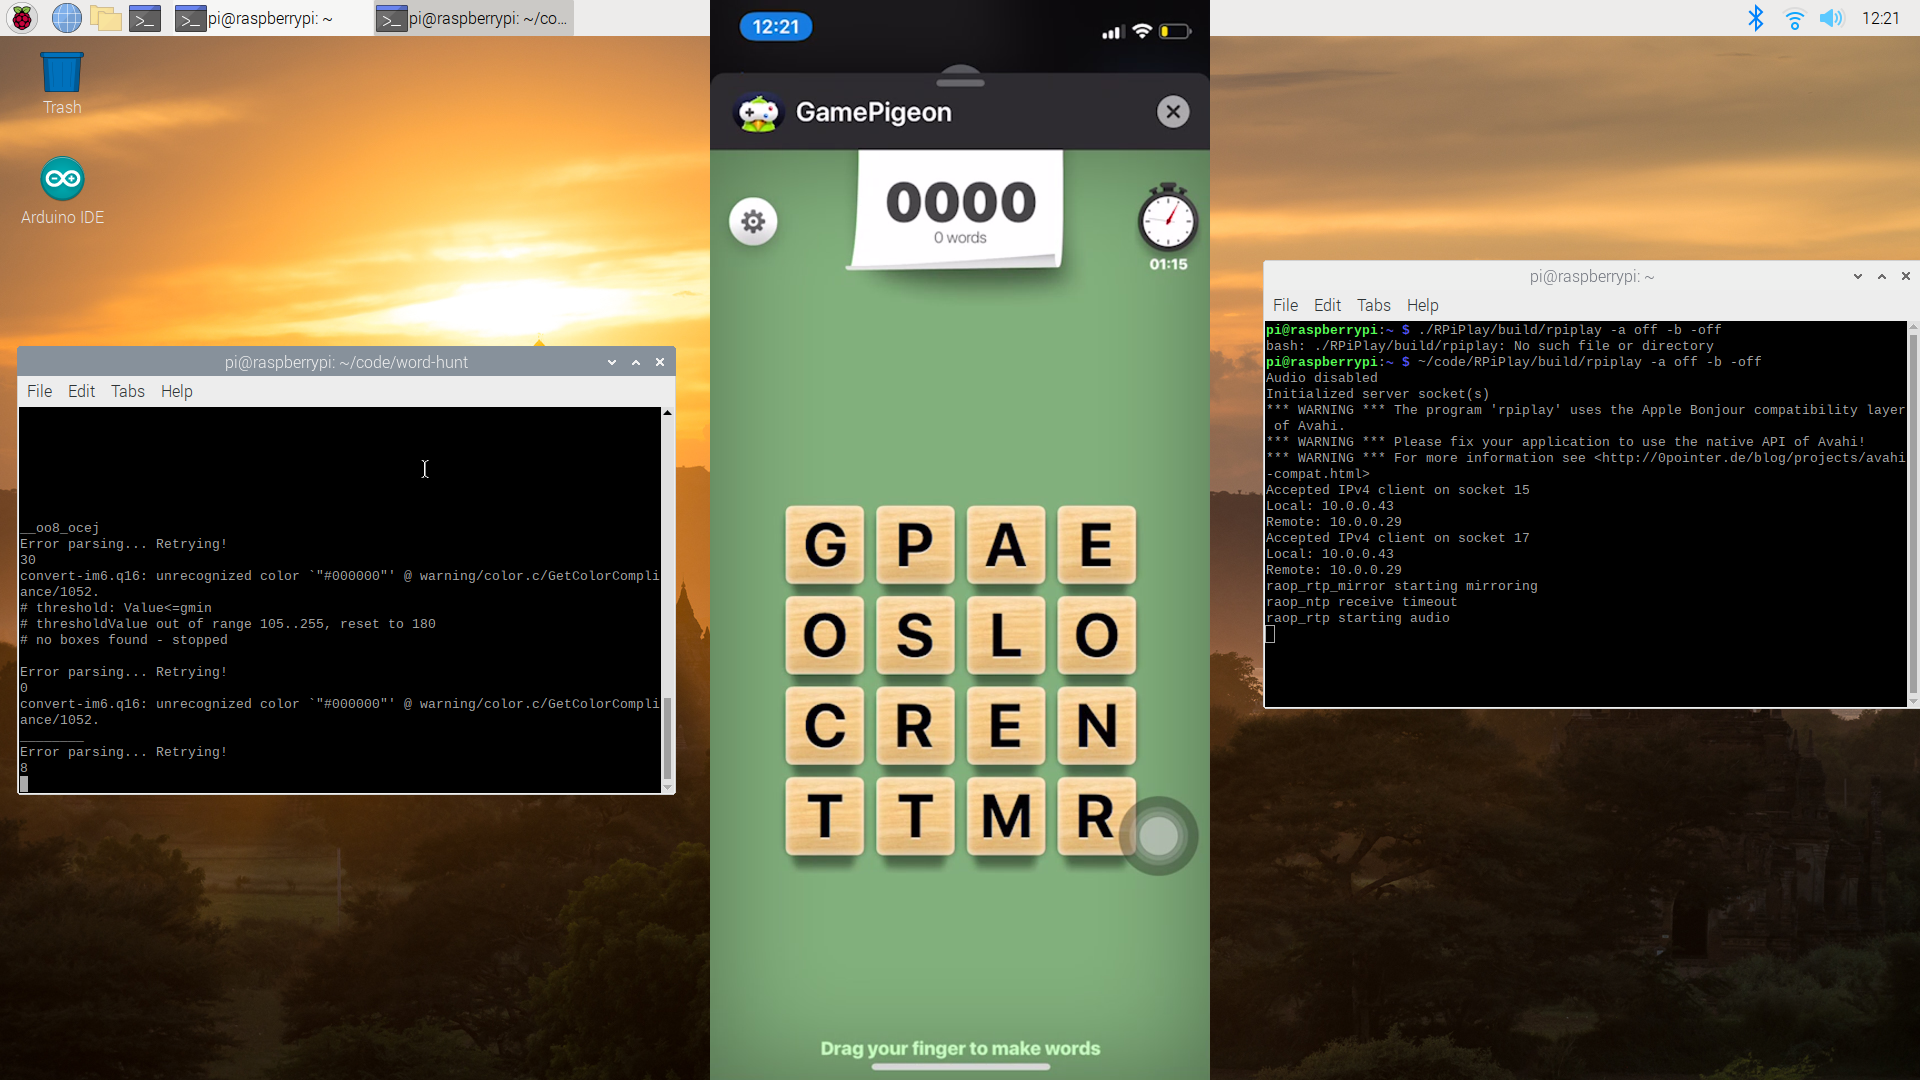 pi@raspberrypi: ~
pi@raspberrypi: ~/co...
12:21
Trash
Arduino IDE
pi@raspberrypi: ~/code/word-hunt
File Edit Tabs Help
__oo8_ocej
Error parsing... Retrying!
30
convert-im6.q16: unrecognized color `"#000000"' @ warning/color.c/GetColorCompli
ance/1052.
# threshold: Value<=gmin
# thresholdValue out of range 105..255, reset to 180
# no boxes found - stopped
Error parsing... Retrying!
0
convert-im6.q16: unrecognized color `"#000000"' @ warning/color.c/GetColorCompli
ance/1052.
________
Error parsing... Retrying!
8
12:21
GamePigeon
0000
0 words
01:15
G P A E
O S L O
C R E N
T T M R
Drag your finger to make words
pi@raspberrypi: ~
File Edit Tabs Help
pi@raspberrypi:~ $ ./RPiPlay/build/rpiplay -a off -b -off
bash: ./RPiPlay/build/rpiplay: No such file or directory
pi@raspberrypi:~ $ ~/code/RPiPlay/build/rpiplay -a off -b -off
Audio disabled
Initialized server socket(s)
*** WARNING *** The program 'rpiplay' uses the Apple Bonjour compatibility layer
of Avahi.
*** WARNING *** Please fix your application to use the native API of Avahi!
*** WARNING *** For more information see <http://0pointer.de/blog/projects/avahi
-compat.html>
Accepted IPv4 client on socket 15
Local: 10.0.0.43
Remote: 10.0.0.29
Accepted IPv4 client on socket 17
Local: 10.0.0.43
Remote: 10.0.0.29
raop_rtp_mirror starting mirroring
raop_ntp receive timeout
raop_rtp starting audio